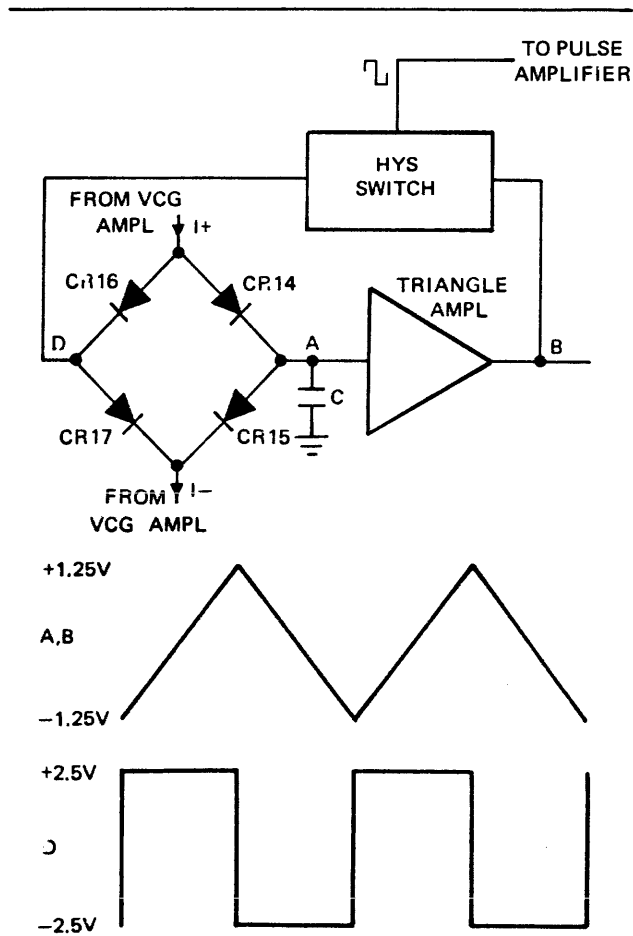 TO PULSE
AMPLIFIER
HYS
SWITCH
FROM VCG
AMPL
I+
CR16
CR14
TRIANGLE
AMPL
D
A
B
C
CR17
CR15
I−
FROM
VCG AMPL
+1.25V
A,B
−1.25V
+2.5V
D
−2.5V